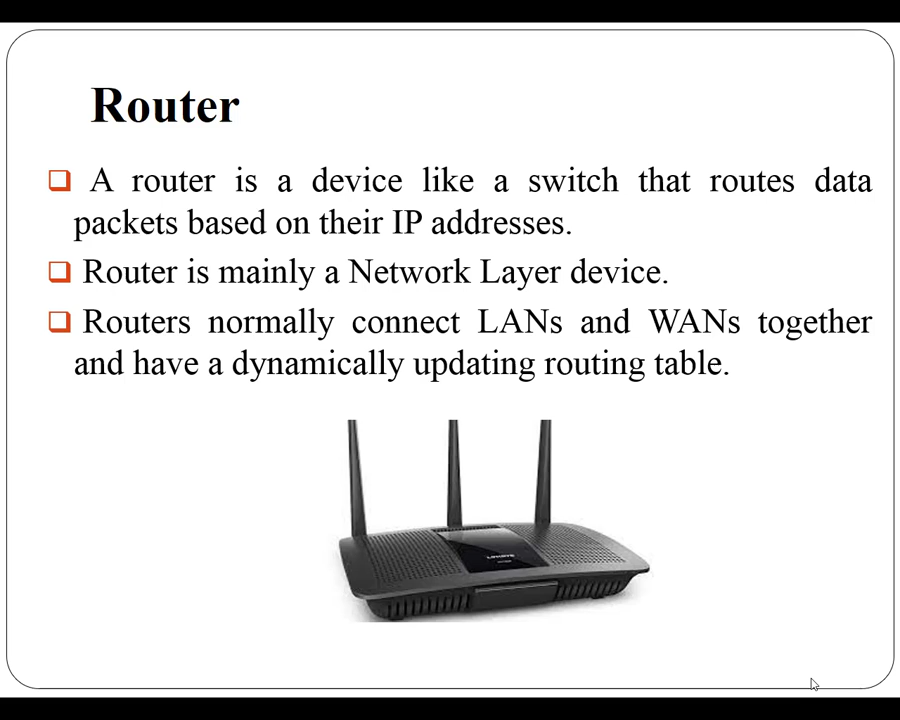 Router
A router is a device like a switch that routes data
packets based on their IP addresses.
Router is mainly a Network Layer device.
Routers normally connect LANs and WANs together
and have a dynamically updating routing table.